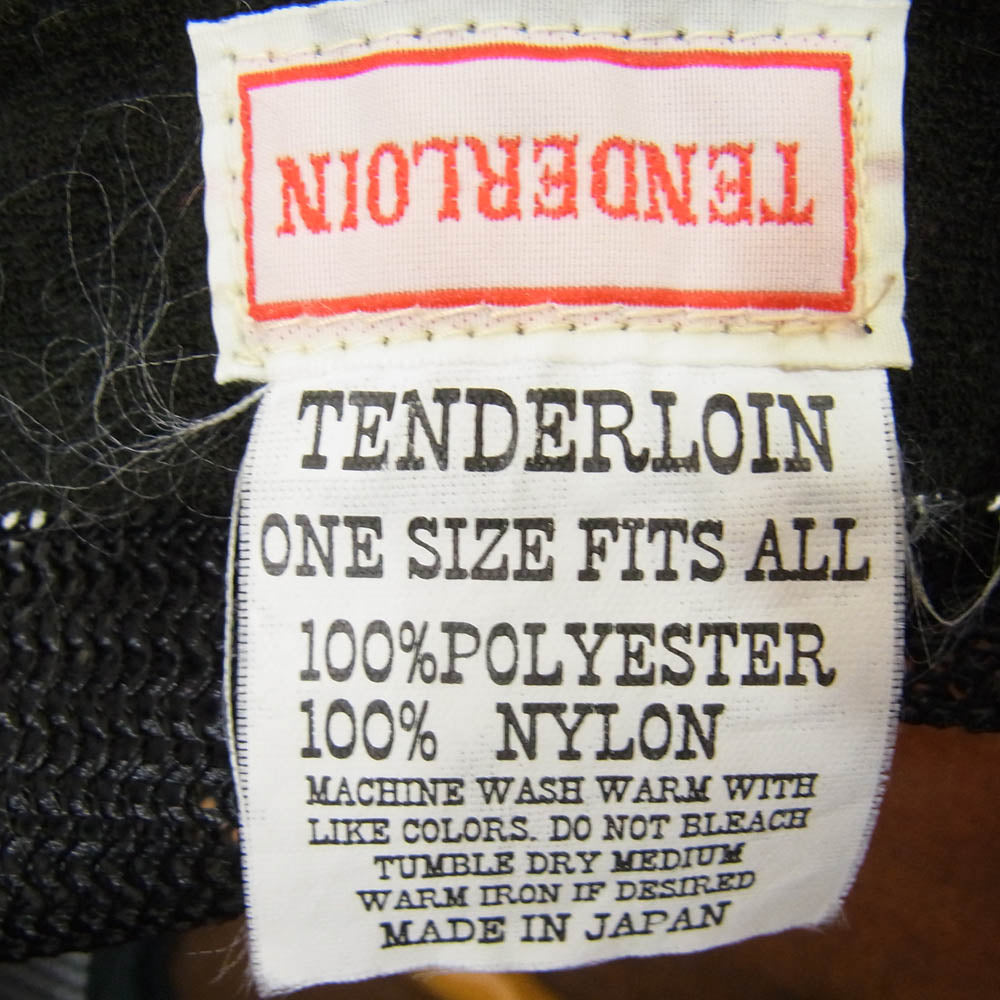 TENDERLOIN
TENDERLOIN
ONE SIZE FITS ALL
100%POLYESTER
100% NYLON
MACHINE WASH WARM WITH
LIKE COLORS. DO NOT BLEACH
TUMBLE DRY MEDIUM
WARM IRON IF DESIRED
MADE IN JAPAN